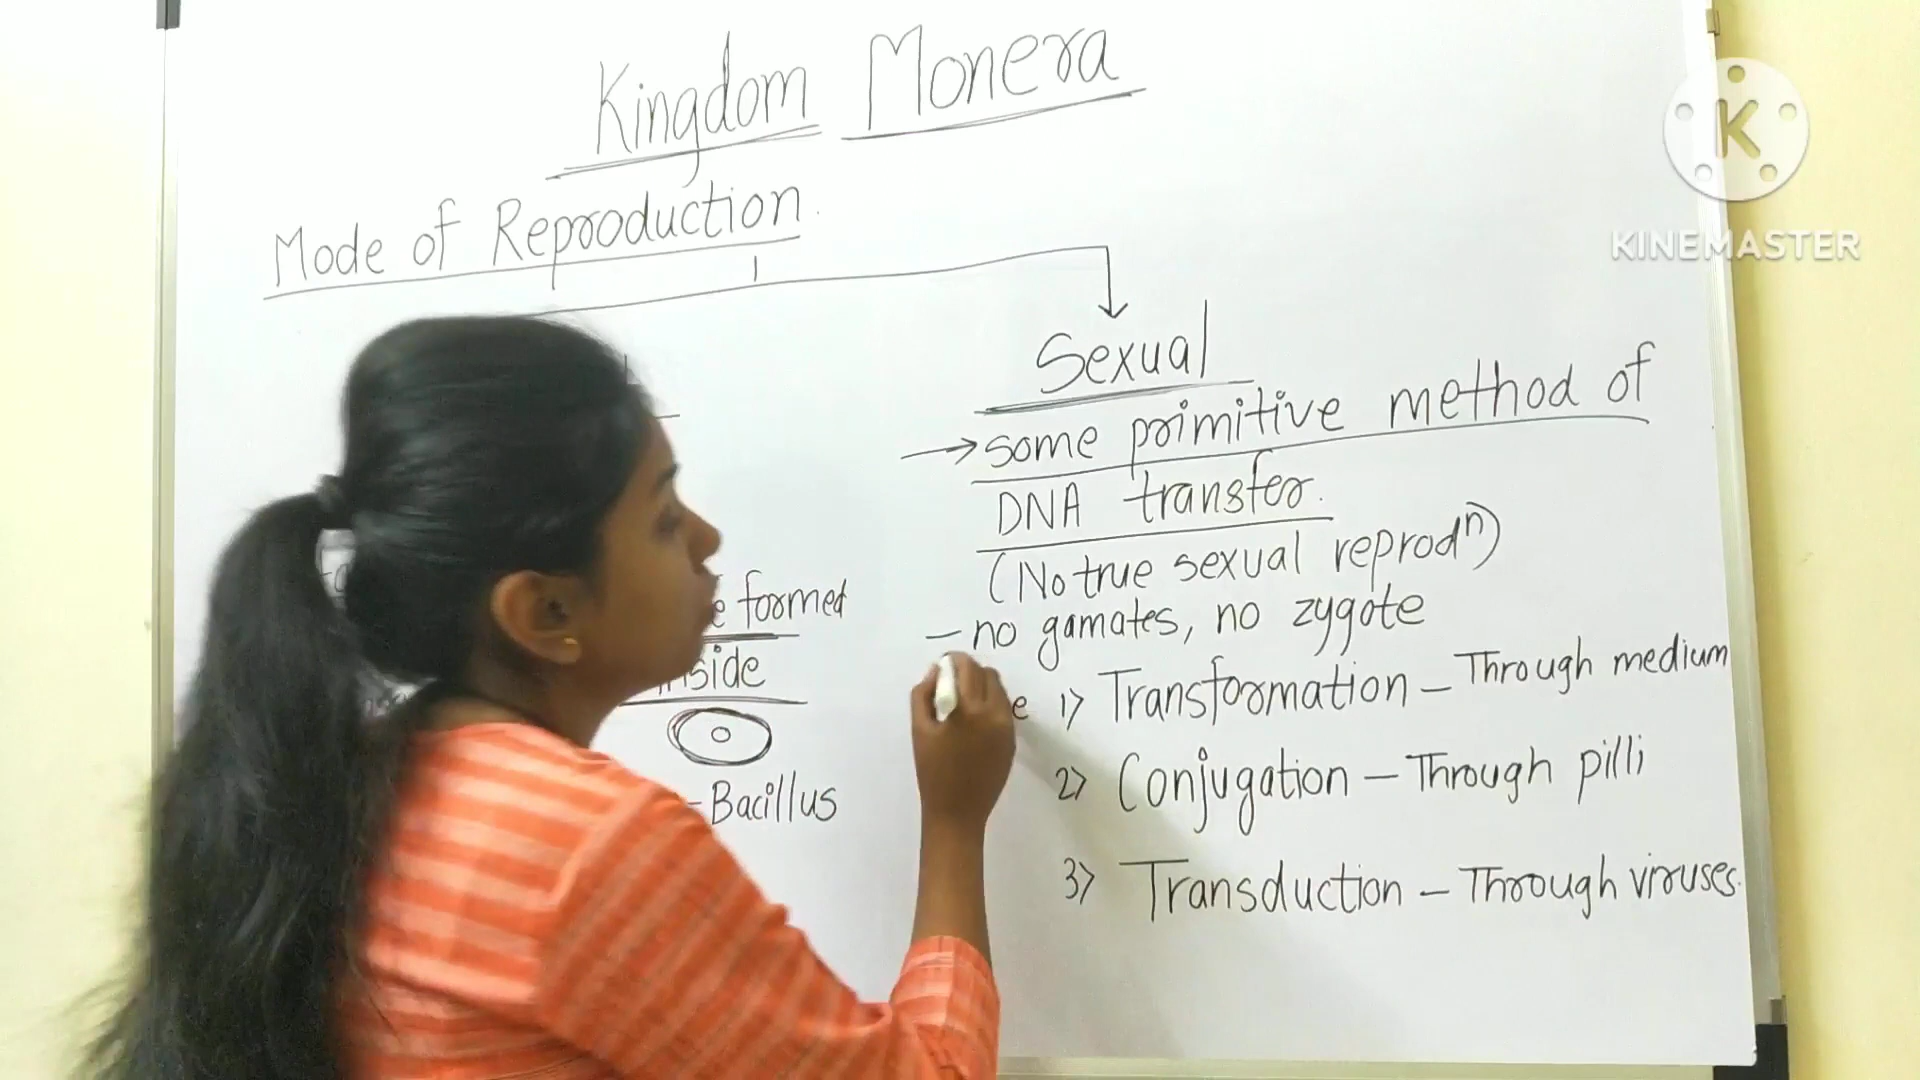 Kingdom Monera
Mode of Reproduction.
Sexual
→ some primitive method of
DNA transfer.
(No true sexual reprodⁿ)
– no gamates, no zygote
1) Transformation – Through medium
2) Conjugation – Through pilli
3) Transduction – Through viruses.
formed
inside
- Bacillus
K
KINEMASTER